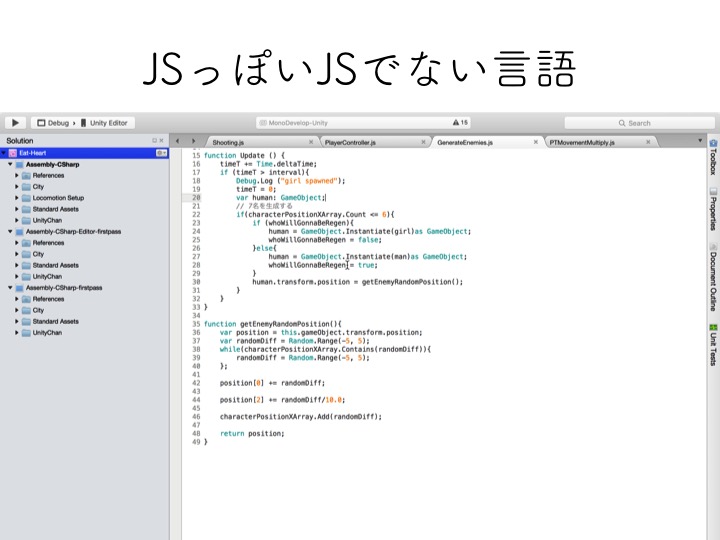 JSっぽいJSでない言語
Debug › Unity Editor
MonoDevelop-Unity
15
Search
Solution
Shooting.js
PlayerController.js
GenerateEnemies.js
PTMovementMultiply.js
Eat-Heart
Assembly-CSharp
References
City
Locomotion Setup
Standard Assets
UnityChan
Assembly-CSharp-Editor-firstpass
References
City
Standard Assets
UnityChan
Assembly-CSharp-firstpass
References
City
Standard Assets
UnityChan
15 function Update () {
16 timeT += Time.deltaTime;
17 if (timeT > interval){
18 Debug.Log ("girl spawned");
19 timeT = 0;
20 var human: GameObject;
21 // 7名を生成する
22 if(characterPositionXArray.Count <= 6){
23 if (whoWillGonnaBeRegen){
24 human = GameObject.Instantiate(girl)as GameObject;
25 whoWillGonnaBeRegen = false;
26 }else{
27 human = GameObject.Instantiate(man)as GameObject;
28 whoWillGonnaBeRegen = true;
29 }
30 human.transform.position = getEnemyRandomPosition();
31 }
32 }
33 }
34
35 function getEnemyRandomPosition(){
36 var position = this.gameObject.transform.position;
37 var randomDiff = Random.Range(-5, 5);
38 while(characterPositionXArray.Contains(randomDiff)){
39 randomDiff = Random.Range(-5, 5);
40 };
41
42 position[0] += randomDiff;
43
44 position[2] += randomDiff/10.0;
45
46 characterPositionXArray.Add(randomDiff);
47
48 return position;
49 }
Toolbox
Properties
Document Outline
Unit Tests